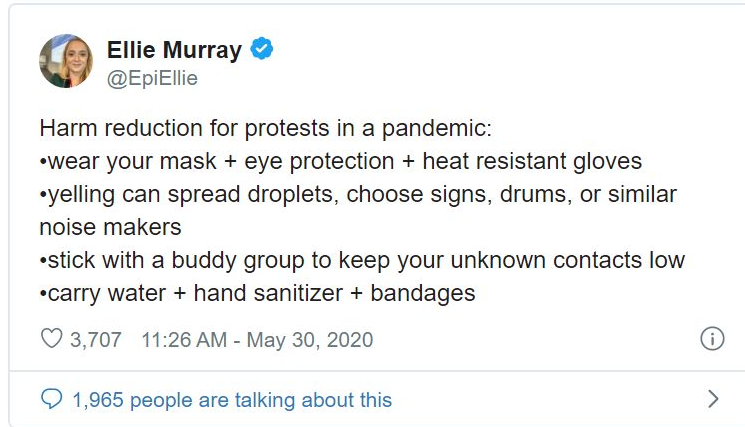 Ellie Murray
@EpiEllie
Harm reduction for protests in a pandemic:
•wear your mask + eye protection + heat resistant gloves
•yelling can spread droplets, choose signs, drums, or similar
noise makers
•stick with a buddy group to keep your unknown contacts low
•carry water + hand sanitizer + bandages
3,707 11:26 AM - May 30, 2020
1,965 people are talking about this